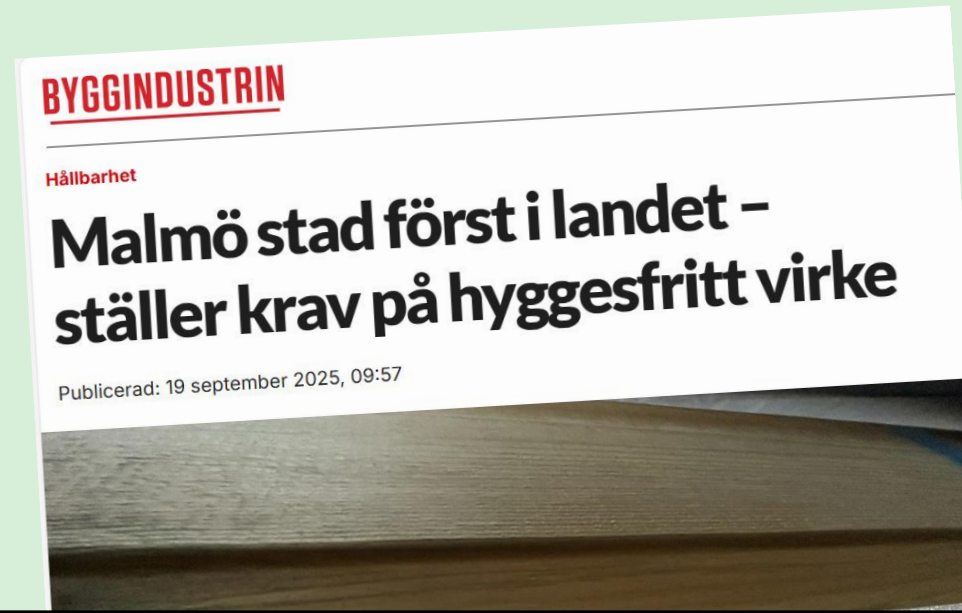 BYGGINDUSTRIN
Hållbarhet
Malmö stad först i landet –
ställer krav på hyggesfritt virke
Publicerad: 19 september 2025, 09:57